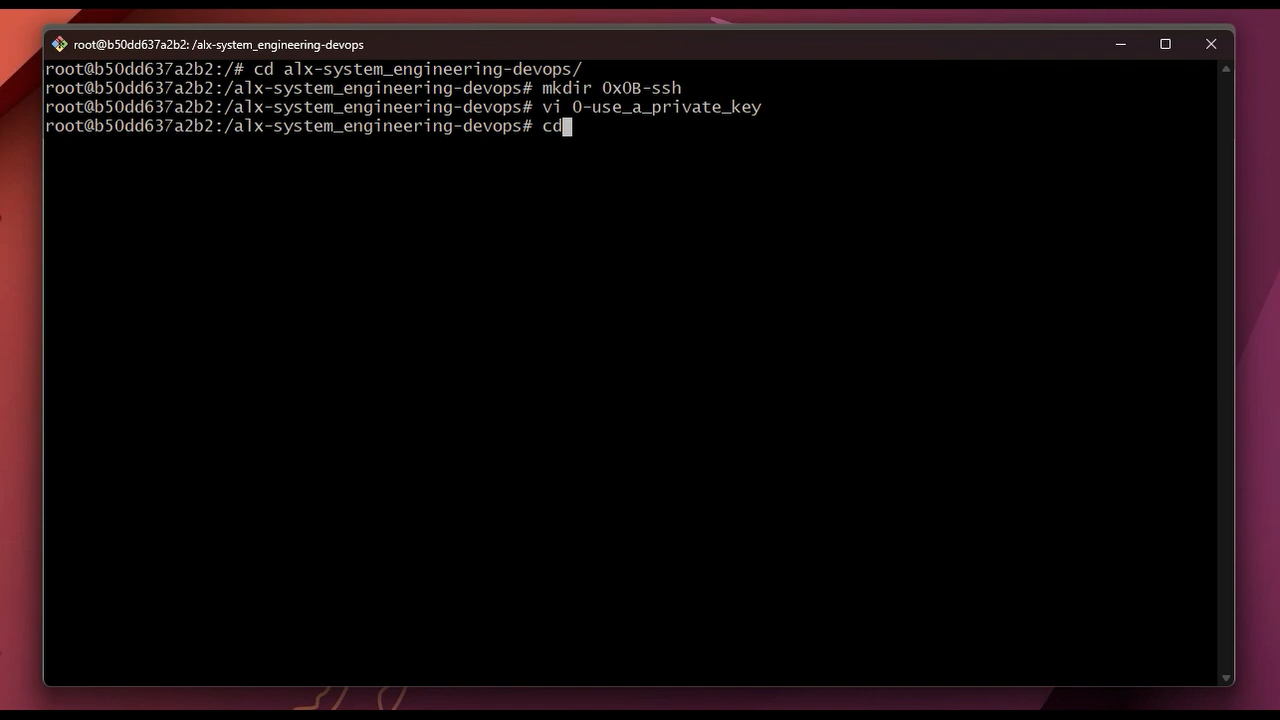 root@b50dd637a2b2: /alx-system_engineering-devops
root@b50dd637a2b2:/# cd alx-system_engineering-devops/
root@b50dd637a2b2:/alx-system_engineering-devops# mkdir 0x0B-ssh
root@b50dd637a2b2:/alx-system_engineering-devops# vi 0-use_a_private_key
root@b50dd637a2b2:/alx-system_engineering-devops# cd